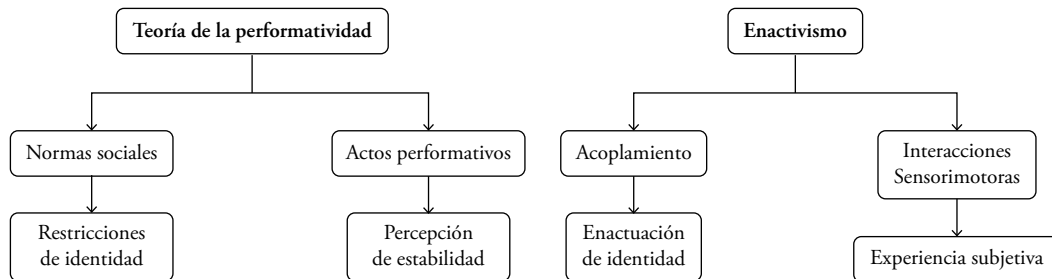 Teoría de la performatividad
Enactivismo
Normas sociales
Actos performativos
Acoplamiento
Interacciones
Sensorimotoras
Restricciones
de identidad
Percepción
de estabilidad
Enactuación
de identidad
Experiencia subjetiva